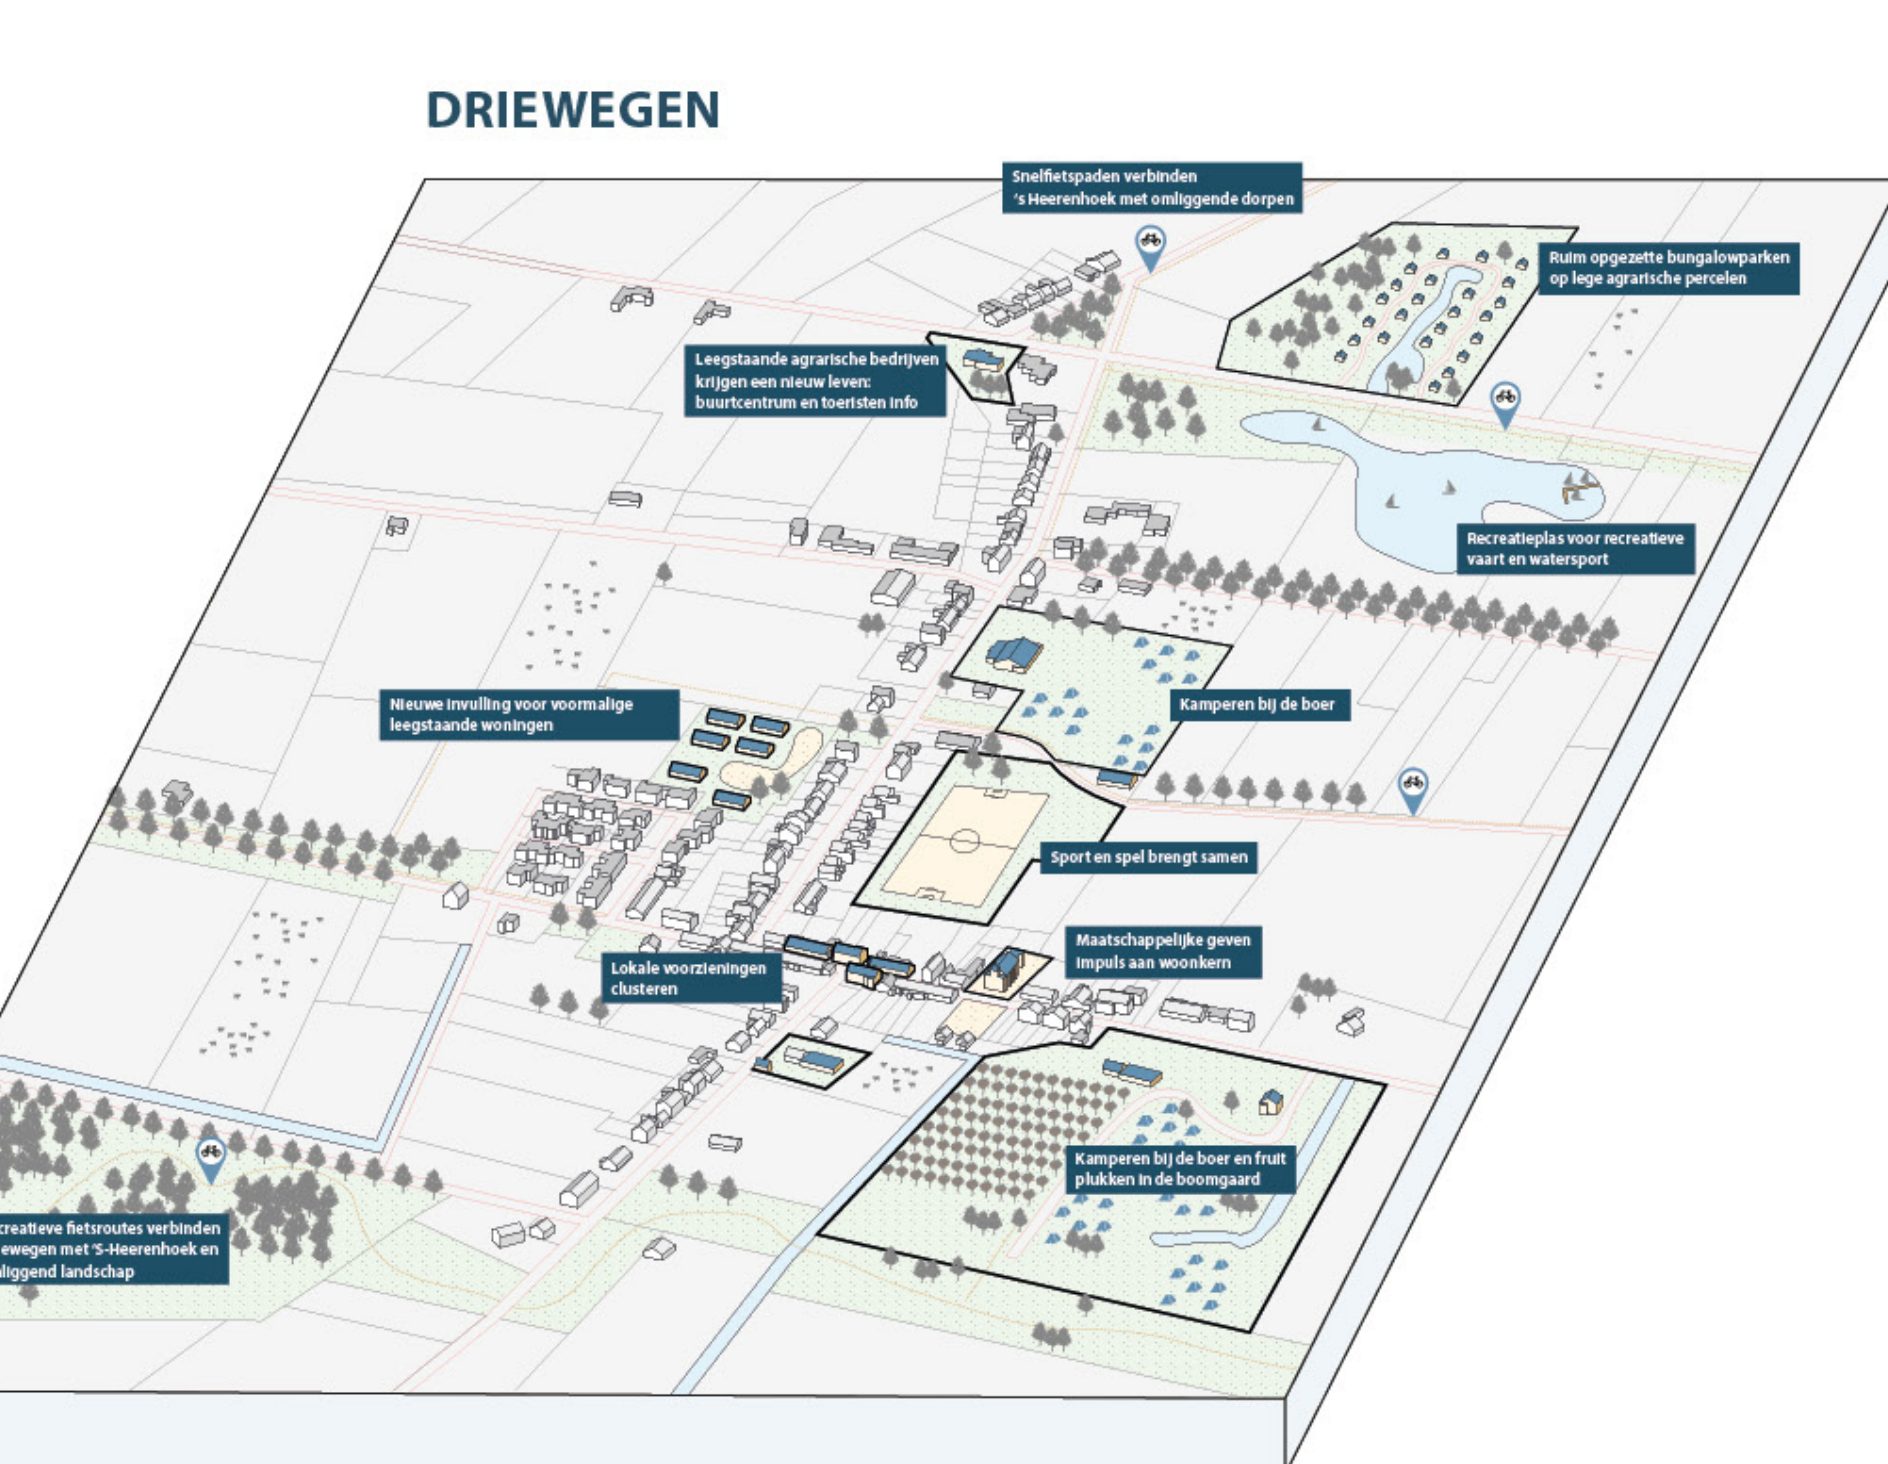 DRIEWEGEN
Snelfietspaden verbinden
's Heerenhoek met omliggende dorpen
Ruim opgezette bungalowparken
op lege agrarische percelen
Leegstaande agrarische bedrijven
krijgen een nieuw leven:
buurtcentrum en toeristen info
Recreatieplas voor recreatieve
vaart en watersport
Nieuwe invulling voor voormalige
leegstaande woningen
Kamperen bij de boer
Sport en spel brengt samen
Maatschappelijke geven
impuls aan woonkern
Lokale voorzieningen
clusteren
Kamperen bij de boer en fruit
plukken in de boomgaard
creatieve fietsroutes verbinden
ewegen met 'S-Heerenhoek en
liggend landschap